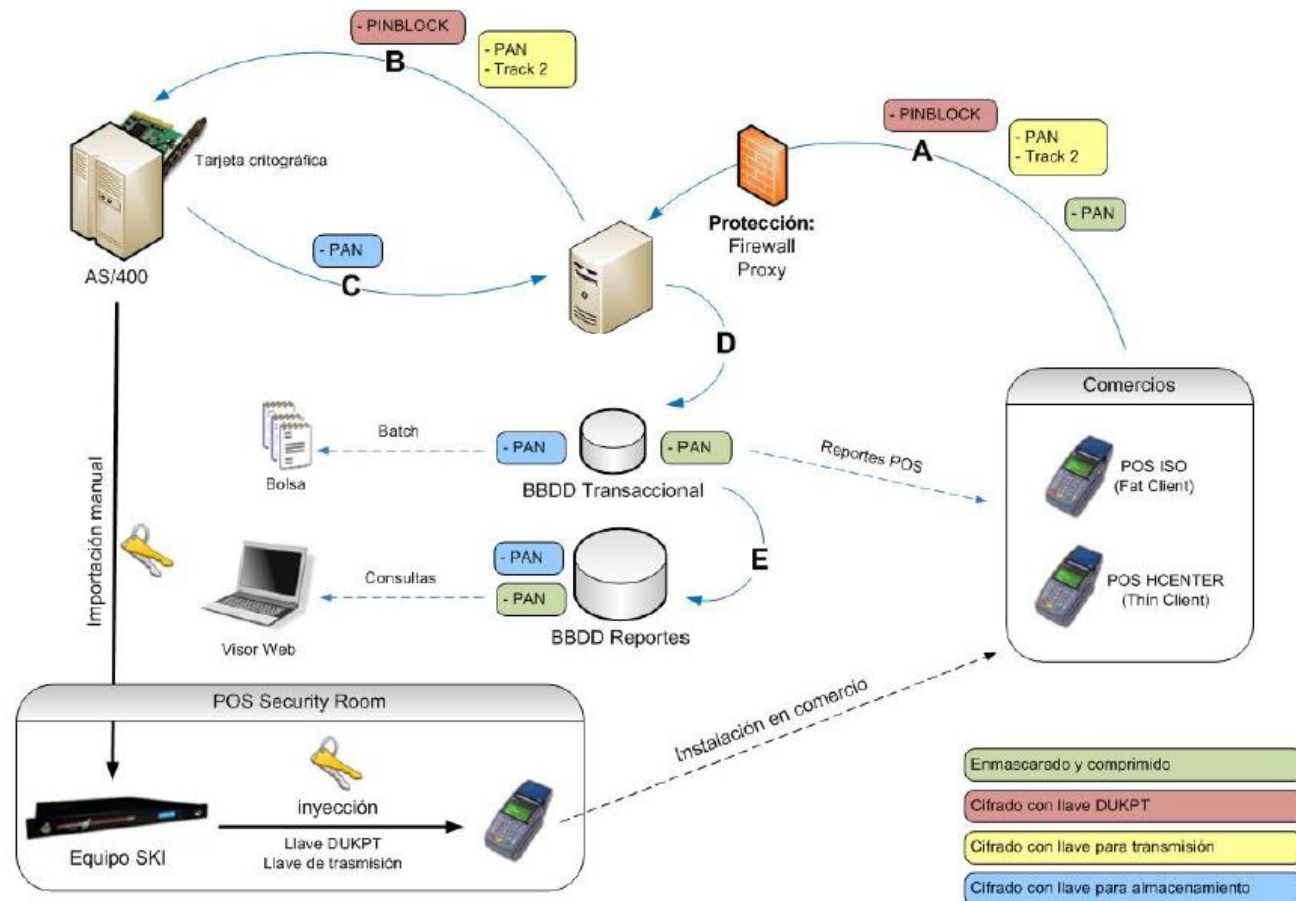 - PINBLOCK
B
- PAN
- Track 2
- PINBLOCK
A
- PAN
- Track 2
- PAN
Tarjeta critográfica
Protección:
Firewall
Proxy
AS/400
- PAN
C
D
Comercios
POS ISO
(Fat Client)
POS HCENTER
(Thin Client)
Batch
- PAN
- PAN
Reportes POS
Bolsa
BBDD Transaccional
Importación manual
E
- PAN
- PAN
Consultas
Visor Web
BBDD Reportes
POS Security Room
Instalación en comercio
inyección
Llave DUKPT
Llave de trasmisión
Equipo SKI
Enmascarado y comprimido
Cifrado con llave DUKPT
Cifrado con llave para transmisión
Cifrado con llave para almacenamiento